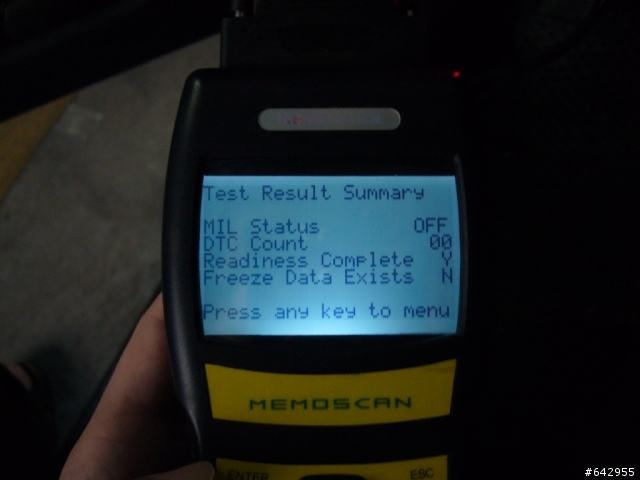 Test Result Summary
MIL Status OFF
DTC Count 00
Readiness Complete Y
Freeze Data Exists N
Press any key to menu
MEMOSCAN
ENTER ESC
#642955